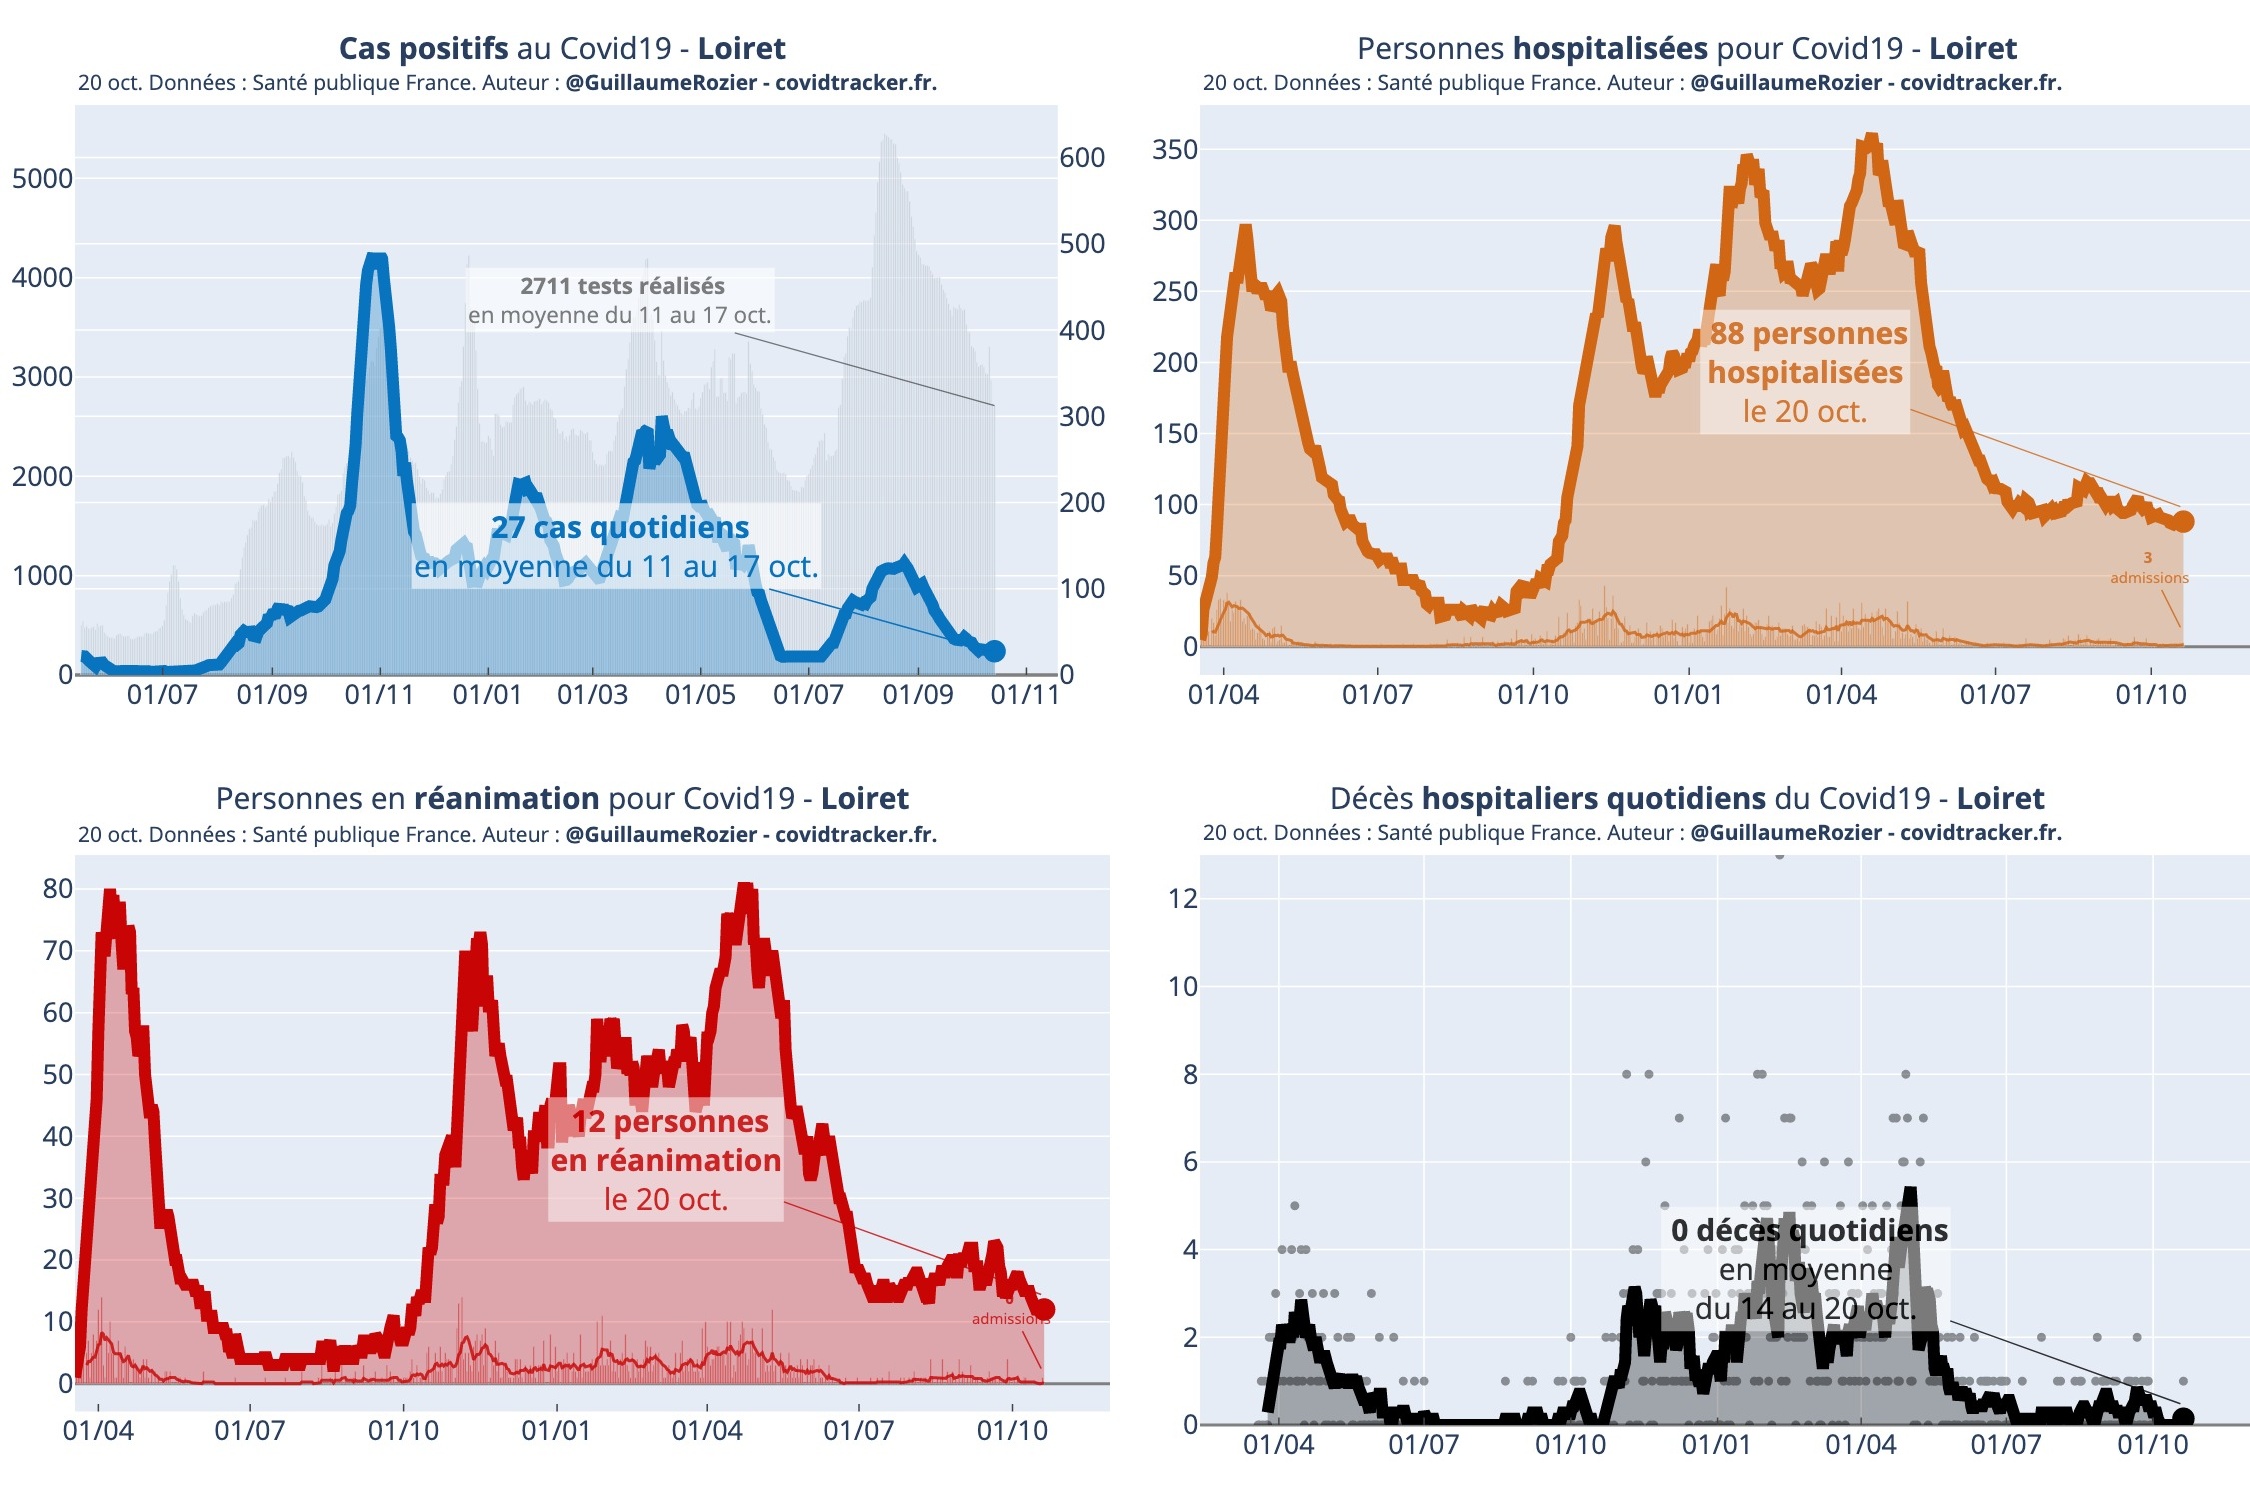 Cas positifs au Covid19 - Loiret
20 oct. Données : Santé publique France. Auteur : @GuillaumeRozier - covidtracker.fr.
5000
4000
3000
2000
1000
0
600
500
400
300
200
100
0
2711 tests réalisés
en moyenne du 11 au 17 oct.
27 cas quotidiens
en moyenne du 11 au 17 oct.
01/07 01/09 01/11 01/01 01/03 01/05 01/07 01/09 01/11
Personnes hospitalisées pour Covid19 - Loiret
20 oct. Données : Santé publique France. Auteur : @GuillaumeRozier - covidtracker.fr.
350
300
250
200
150
100
50
0
88 personnes
hospitalisées
le 20 oct.
3
admissions
01/04 01/07 01/10 01/01 01/04 01/07 01/10
Personnes en réanimation pour Covid19 - Loiret
20 oct. Données : Santé publique France. Auteur : @GuillaumeRozier - covidtracker.fr.
80
70
60
50
40
30
20
10
0
12 personnes
en réanimation
le 20 oct.
admissions
01/04 01/07 01/10 01/01 01/04 01/07 01/10
Décès hospitaliers quotidiens du Covid19 - Loiret
20 oct. Données : Santé publique France. Auteur : @GuillaumeRozier - covidtracker.fr.
12
10
8
6
4
2
0
0 décès quotidiens
en moyenne
du 14 au 20 oct.
01/04 01/07 01/10 01/01 01/04 01/07 01/10